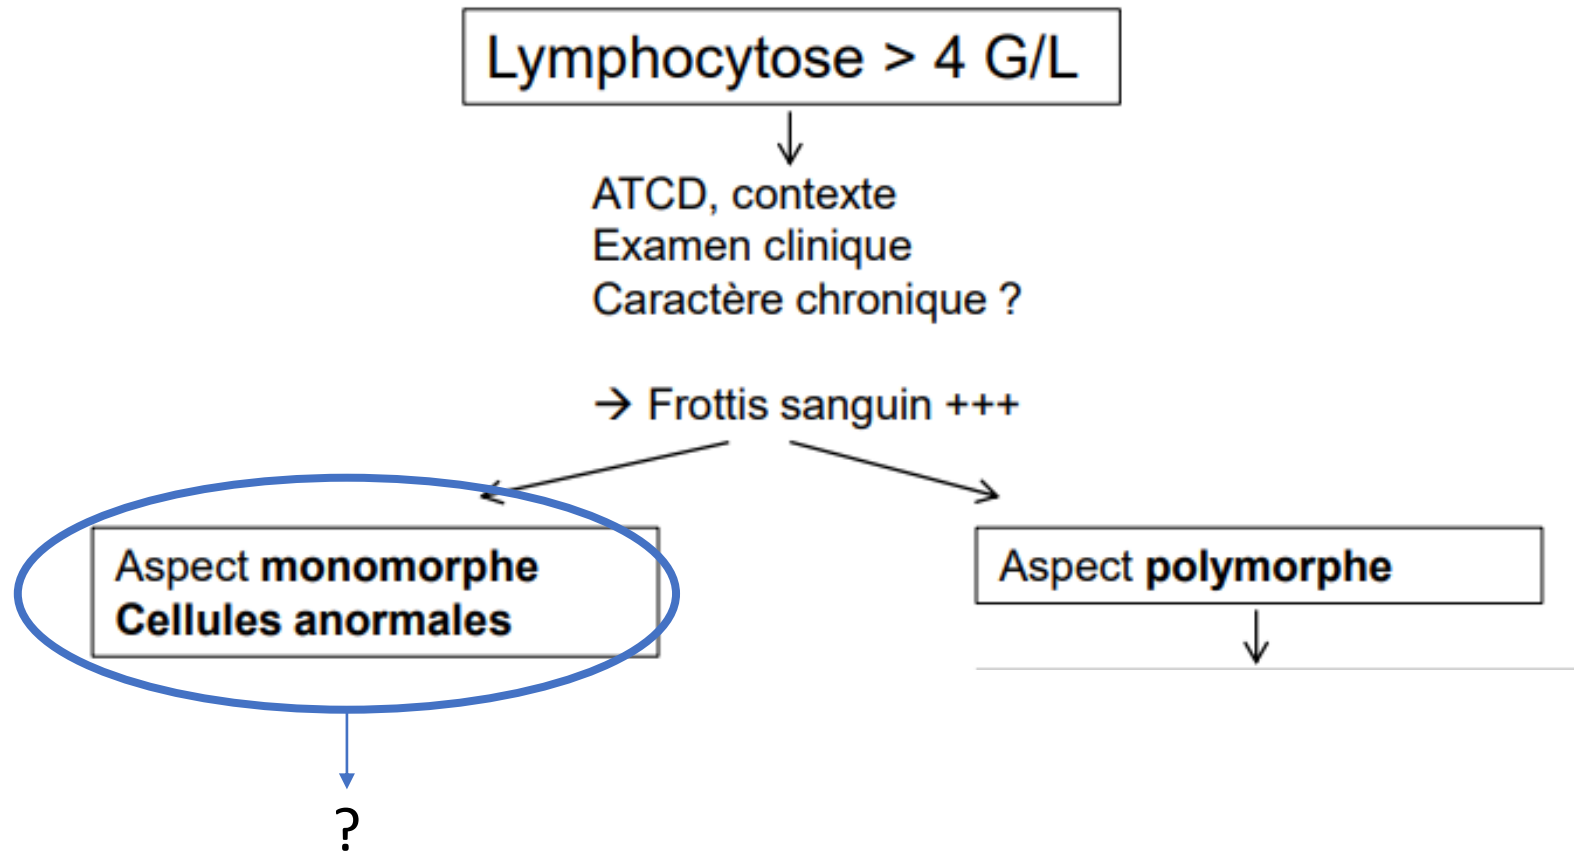 Lymphocytose > 4 G/L
ATCD, contexte
Examen clinique
Caractère chronique ?
→ Frottis sanguin +++
Aspect monomorphe
Cellules anormales
Aspect polymorphe
?